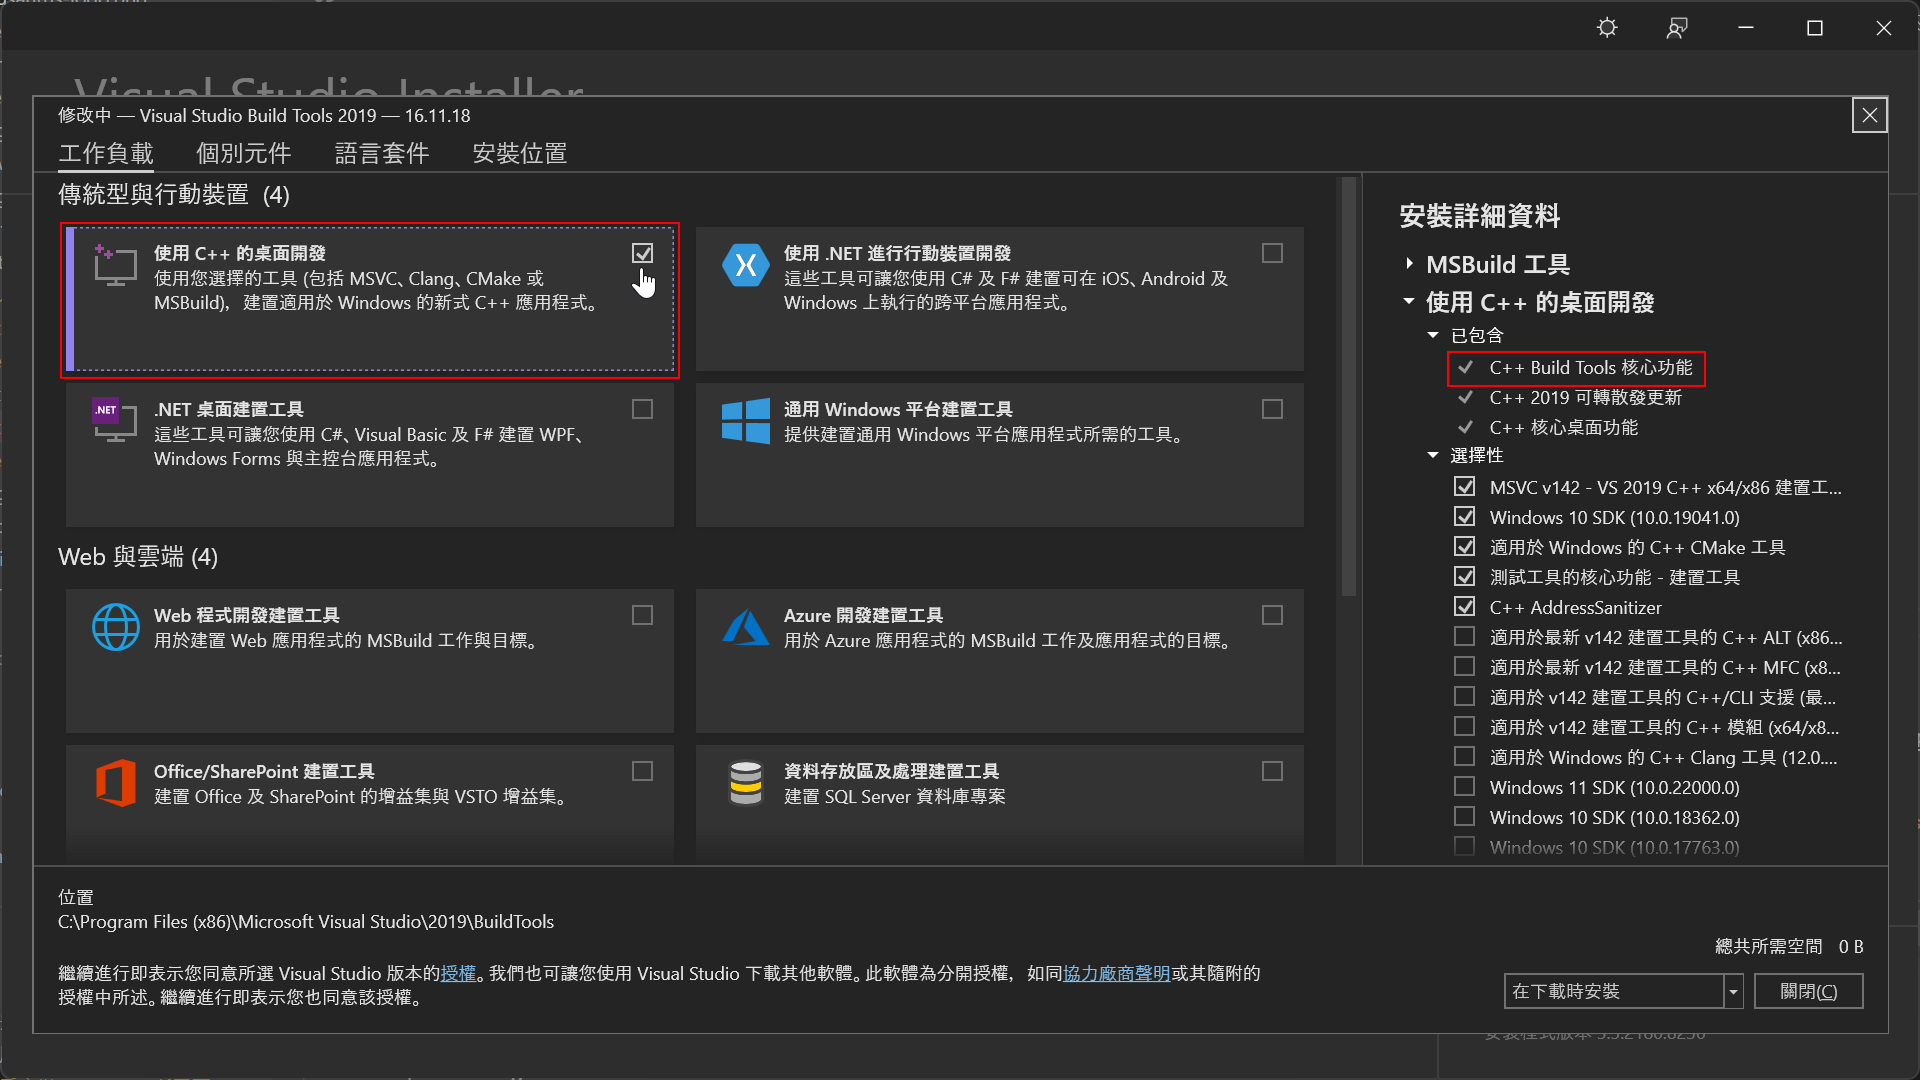 Visual Studio Installer
修改中 — Visual Studio Build Tools 2019 — 16.11.18
工作負載
個別元件
語言套件
安裝位置
傳統型與行動裝置 (4)
使用 C++ 的桌面開發
使用您選擇的工具 (包括 MSVC、Clang、CMake 或
MSBuild)，建置適用於 Windows 的新式 C++ 應用程式。
使用 .NET 進行行動裝置開發
這些工具可讓您使用 C# 及 F# 建置可在 iOS、Android 及
Windows 上執行的跨平台應用程式。
.NET
.NET 桌面建置工具
這些工具可讓您使用 C#、Visual Basic 及 F# 建置 WPF、
Windows Forms 與主控台應用程式。
通用 Windows 平台建置工具
提供建置通用 Windows 平台應用程式所需的工具。
Web 與雲端 (4)
Web 程式開發建置工具
用於建置 Web 應用程式的 MSBuild 工作與目標。
Azure 開發建置工具
用於 Azure 應用程式的 MSBuild 工作及應用程式的目標。
Office/SharePoint 建置工具
建置 Office 及 SharePoint 的增益集與 VSTO 增益集。
資料存放區及處理建置工具
建置 SQL Server 資料庫專案
安裝詳細資料
MSBuild 工具
使用 C++ 的桌面開發
已包含
C++ Build Tools 核心功能
C++ 2019 可轉散發更新
C++ 核心桌面功能
選擇性
MSVC v142 - VS 2019 C++ x64/x86 建置工...
Windows 10 SDK (10.0.19041.0)
適用於 Windows 的 C++ CMake 工具
測試工具的核心功能 - 建置工具
C++ AddressSanitizer
適用於最新 v142 建置工具的 C++ ALT (x86...
適用於最新 v142 建置工具的 C++ MFC (x8...
適用於 v142 建置工具的 C++/CLI 支援 (最...
適用於 v142 建置工具的 C++ 模組 (x64/x8...
適用於 Windows 的 C++ Clang 工具 (12.0....
Windows 11 SDK (10.0.22000.0)
Windows 10 SDK (10.0.18362.0)
Windows 10 SDK (10.0.17763.0)
位置
C:\Program Files (x86)\Microsoft Visual Studio\2019\BuildTools
繼續進行即表示您同意所選 Visual Studio 版本的授權。我們也可讓您使用 Visual Studio 下載其他軟體。此軟體為分開授權，如同協力廠商聲明或其隨附的
授權中所述。繼續進行即表示您也同意該授權。
總共所需空間 0 B
在下載時安裝
關閉(C)